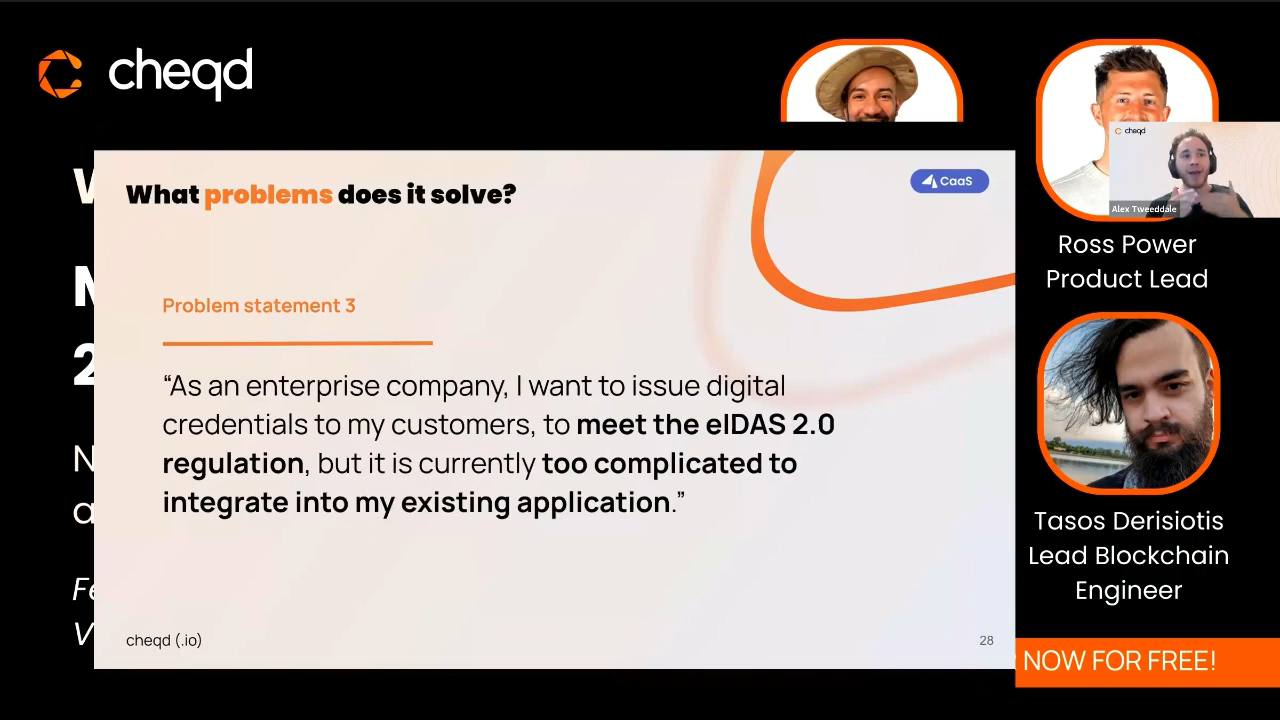 cheqd
What problems does it solve?
CaaS
Problem statement 3
“As an enterprise company, I want to issue digital
credentials to my customers, to meet the eIDAS 2.0
regulation, but it is currently too complicated to
integrate into my existing application.”
cheqd (.io)
28
cheqd
Alex Tweeddale
Ross Power
Product Lead
Tasos Derisiotis
Lead Blockchain
Engineer
NOW FOR FREE!